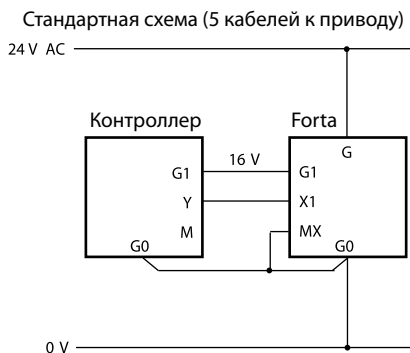 Стандартная схема (5 кабелей к приводу)
24 V AC
Контроллер
Forta
G
G1
16 V
G1
Y
X1
M
MX
G0
G0
0 V